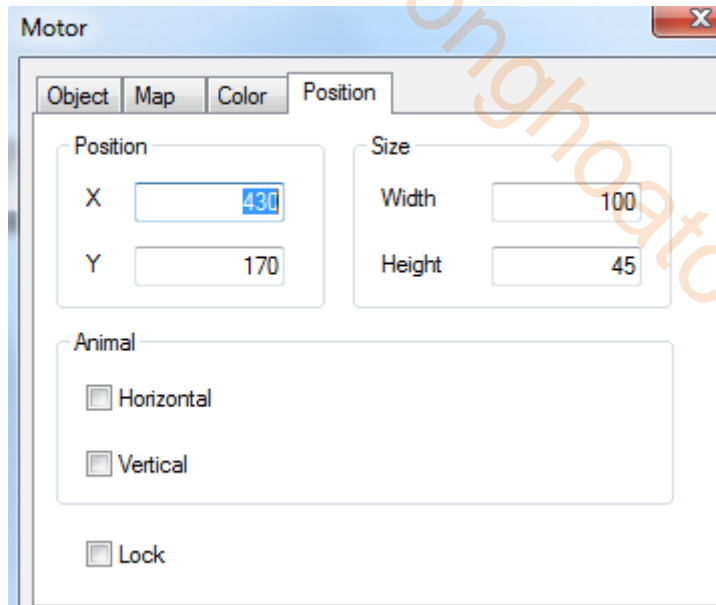 Motor
Object Map Color Position
Position
X 430
Y 170
Size
Width 100
Height 45
Animal
Horizontal
Vertical
Lock